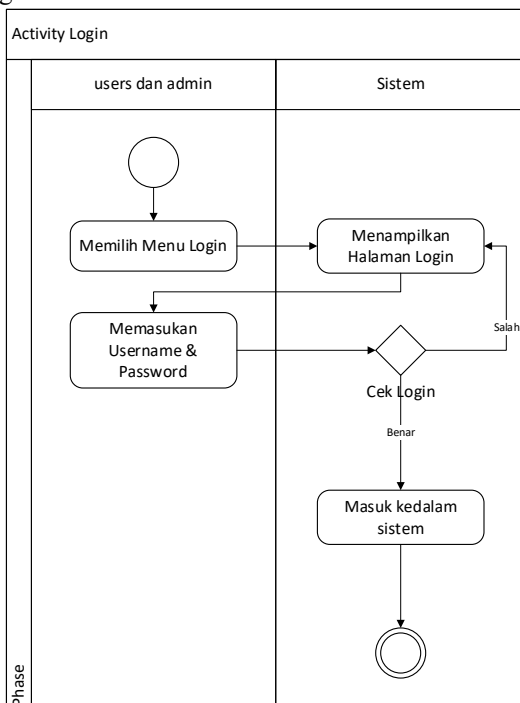 Activity Login
users dan admin
Sistem
Memilih Menu Login
Menampilkan
Halaman Login
Memasukan
Username &
Password
Salah
Cek Login
Benar
Masuk kedalam
sistem
Phase